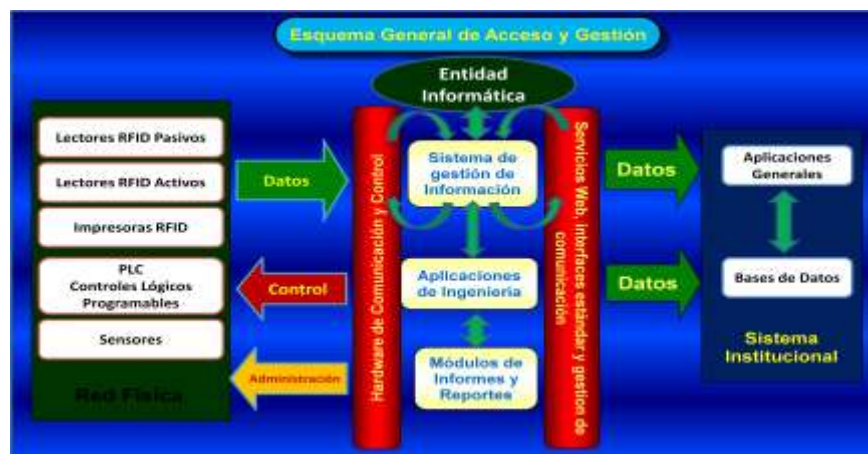 Esquema General de Acceso y Gestión
Entidad
Informática
Lectores RFID Pasivos
Lectores RFID Activos
Impresoras RFID
PLC
Controles Lógicos
Programables
Sensores
Red Física
Datos
Control
Administración
Hardware de Comunicación y Control
Sistema de
gestión de
Información
Aplicaciones
de Ingeniería
Módulos de
Informes y
Reportes
Servicios Web, interfaces estándar y gestion de
comunicación
Datos
Datos
Aplicaciones
Generales
Bases de Datos
Sistema
Institucional